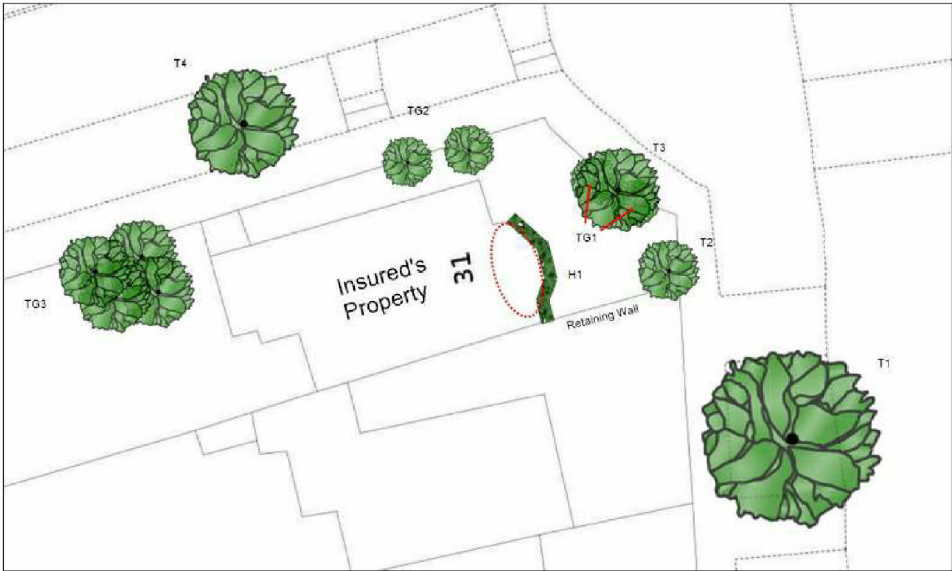 T4
TG2
T3
TG1
T2
Insured's
Property
31
H1
TG3
Retaining Wall
T1